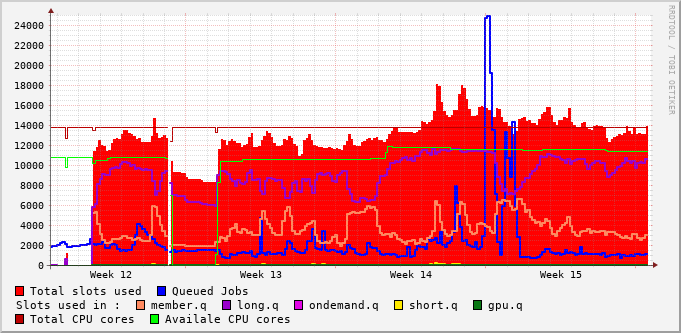 24000
22000
20000
18000
16000
14000
12000
10000
8000
6000
4000
2000
0
Week 12 Week 13 Week 14 Week 15
Total slots used Queued Jobs
Slots used in : member.q long.q ondemand.q short.q gpu.q
Total CPU cores Availale CPU cores
RRDTOOL / TOBI OETIKER